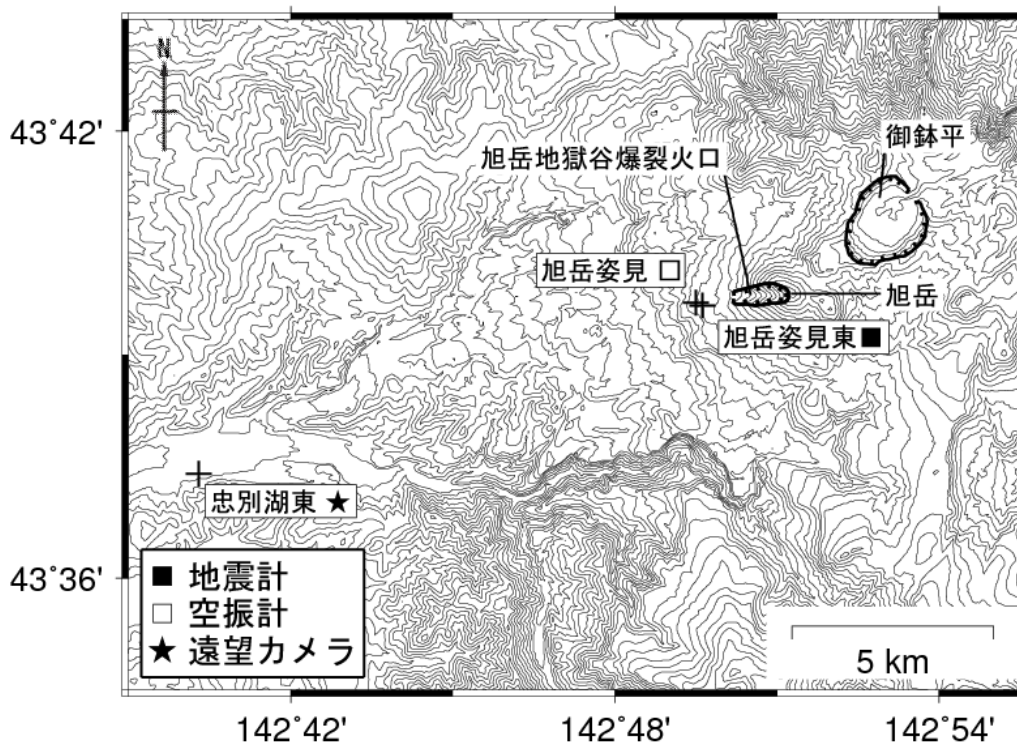 N
43°42'
御鉢平
旭岳地獄谷爆裂火口
旭岳姿見 □
旭岳
旭岳姿見東■
忠別湖東 ★
43°36'
■ 地震計
□ 空振計
★ 遠望カメラ
5 km
142°42'
142°48'
142°54'